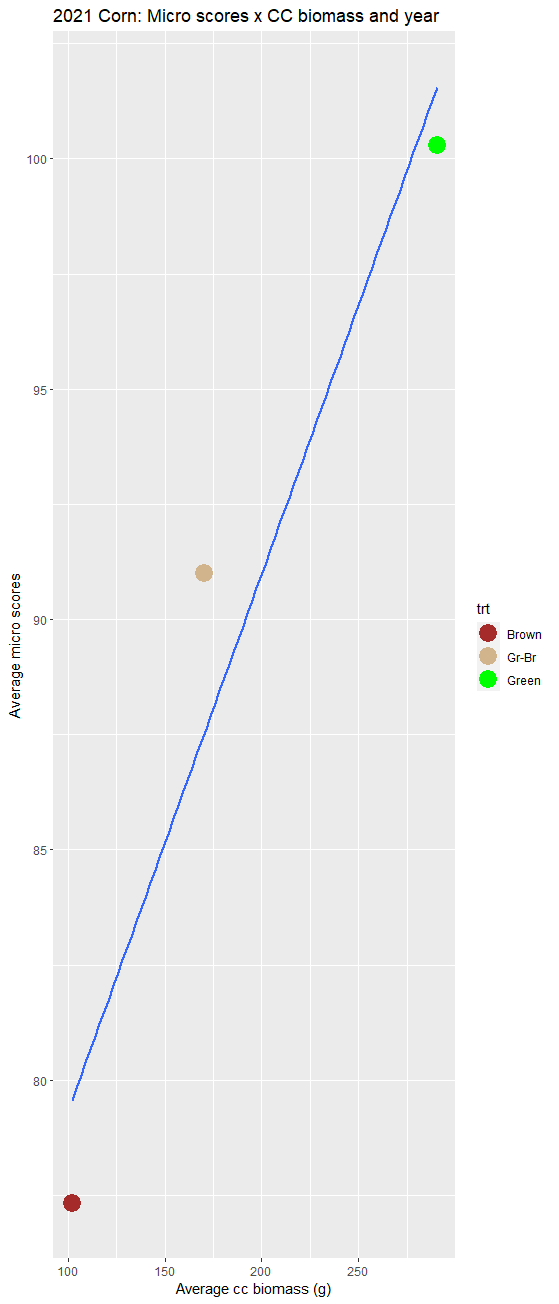 2021 Corn: Micro scores x CC biomass and year
100
95
90
85
80
Average micro scores
100
150
200
250
Average cc biomass (g)
trt
Brown
Gr-Br
Green